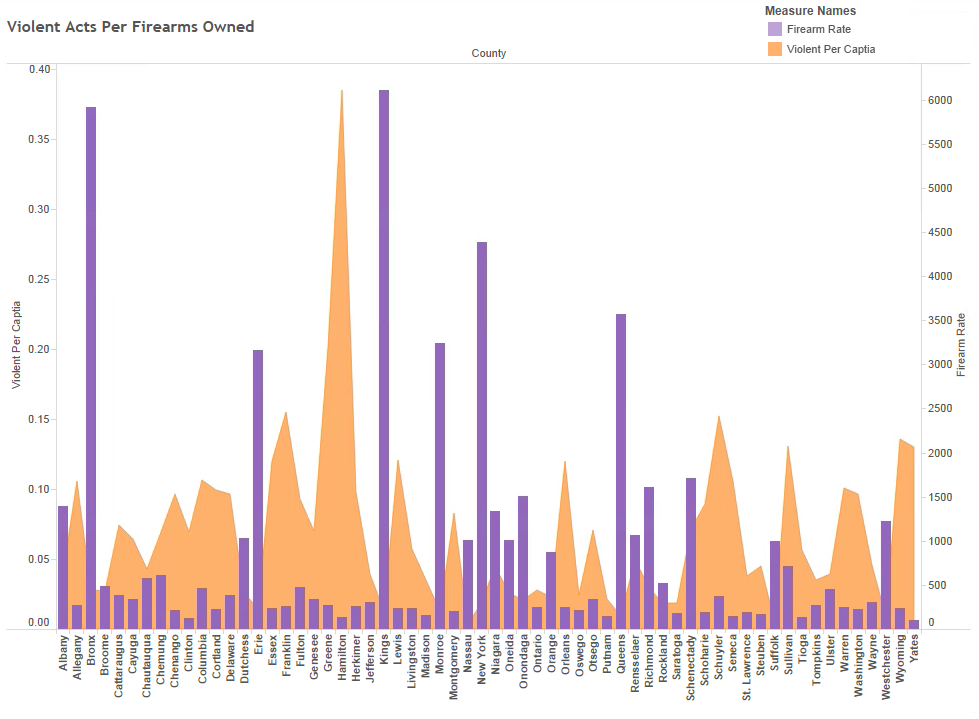 Violent Acts Per Firearms Owned
Measure Names
Firearm Rate
Violent Per Captia
County
0.40
0.35
0.30
0.25
0.20
0.15
0.10
0.05
0.00
Violent Per Captia
6000
5500
5000
4500
4000
3500
3000
2500
2000
1500
1000
500
0
Firearm Rate
Albany
Allegany
Bronx
Broome
Cattaraugus
Cayuga
Chautauqua
Chemung
Chenango
Clinton
Columbia
Cortland
Delaware
Dutchess
Erie
Essex
Franklin
Fulton
Genesee
Greene
Hamilton
Herkimer
Jefferson
Kings
Lewis
Livingston
Madison
Monroe
Montgomery
Nassau
New York
Niagara
Oneida
Onondaga
Ontario
Orange
Orleans
Oswego
Otsego
Putnam
Queens
Rensselaer
Richmond
Rockland
Saratoga
Schenectady
Schoharie
Schuyler
Seneca
St. Lawrence
Steuben
Suffolk
Sullivan
Tioga
Tompkins
Ulster
Warren
Washington
Wayne
Westchester
Wyoming
Yates